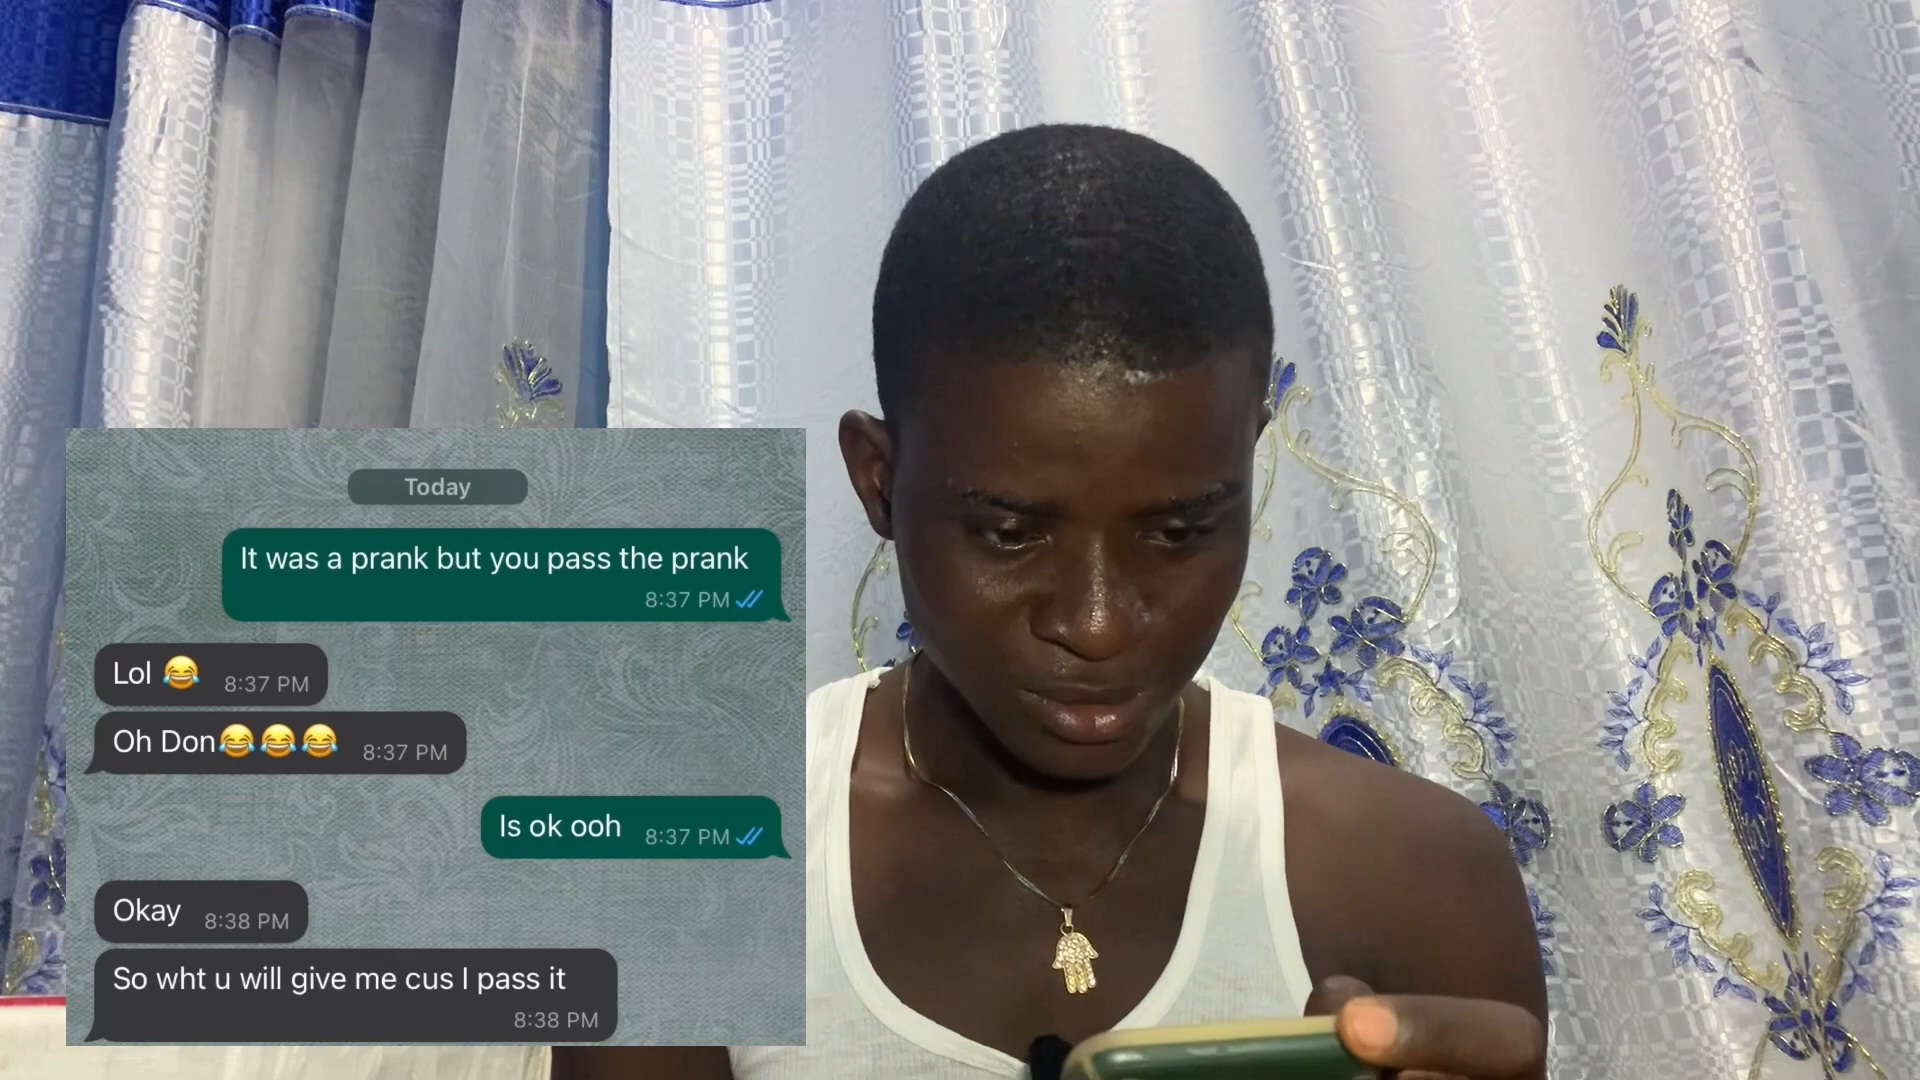 Today
It was a prank but you pass the prank
8:37 PM
Lol 😂 8:37 PM
Oh Don😂😂😂 8:37 PM
Is ok ooh 8:37 PM
Okay 8:38 PM
So wht u will give me cus I pass it
8:38 PM